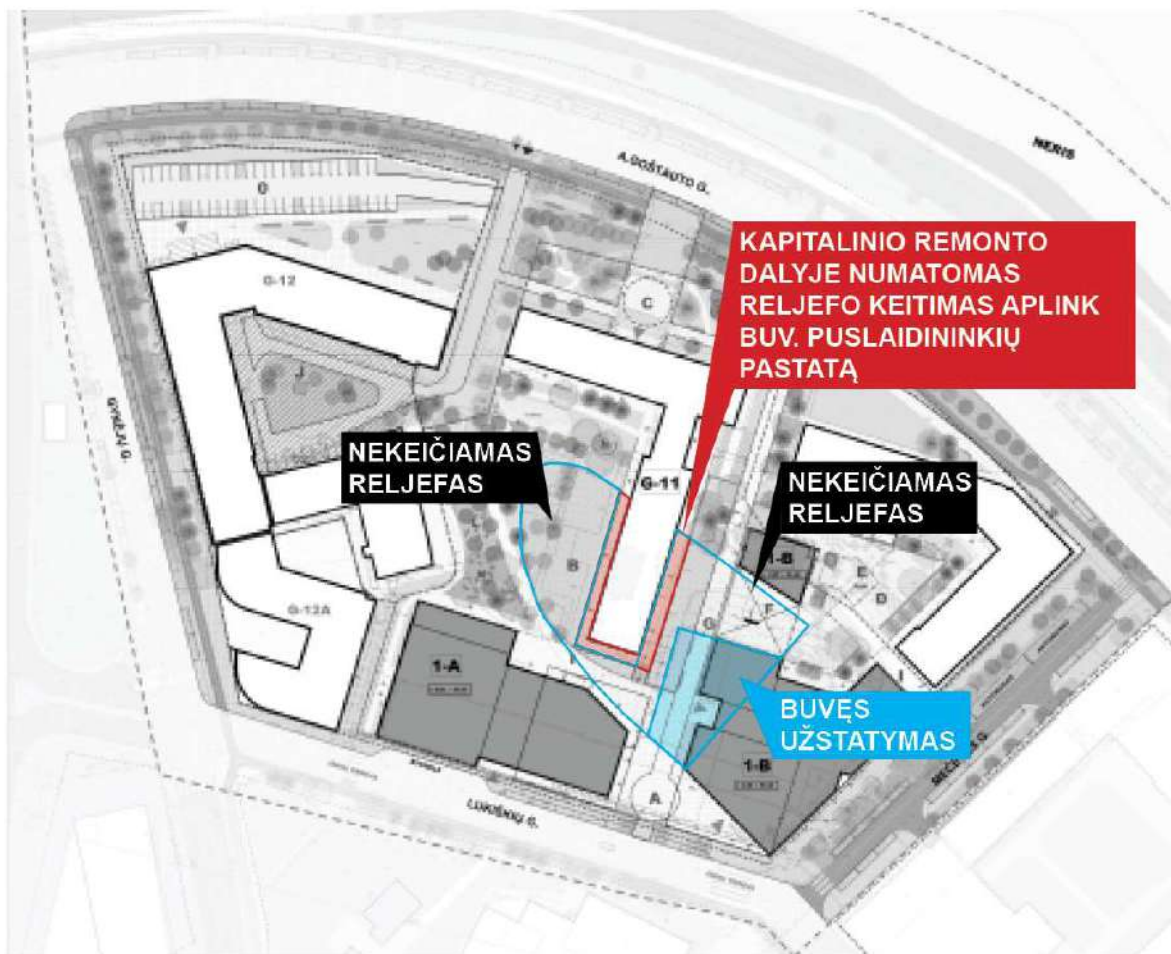 NERIS
A.GOŠTAUTO G.
KAPITALINIO REMONTO
DALYJE NUMATOMAS
RELJEFO KEITIMAS APLINK
BUV. PUSLAIDININKIŲ
PASTATĄ
G-12
C
J
NEKEIČIAMAS
RELJEFAS
G-11
NEKEIČIAMAS
RELJEFAS
1-B
E
D
B
F
G
G-12A
1-A
I
BUVĘS
UŽSTATYMAS
1-B
A
LUKIŠKIŲ G.